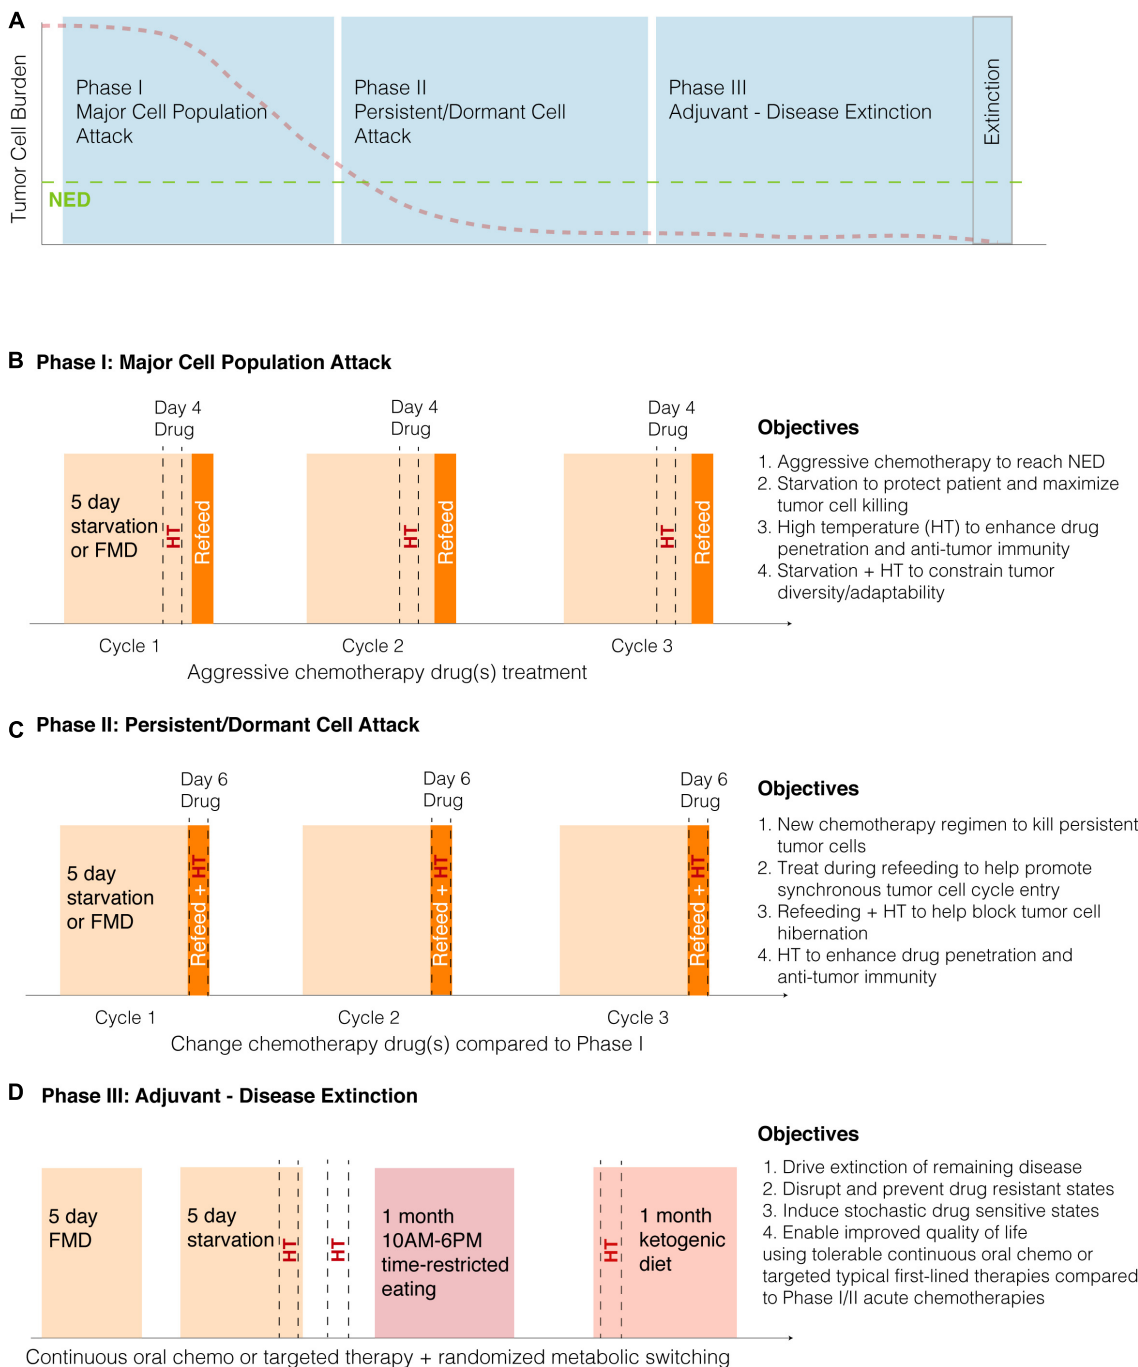 A
Tumor Cell Burden
Phase I
Major Cell Population
Attack
Phase II
Persistent/Dormant Cell
Attack
Phase III
Adjuvant - Disease Extinction
Extinction
NED
B Phase I: Major Cell Population Attack
Day 4
Drug
Day 4
Drug
Day 4
Drug
5 day
starvation
or FMD
HT
Refeed
HT
Refeed
HT
Refeed
Cycle 1
Cycle 2
Cycle 3
Aggressive chemotherapy drug(s) treatment
Objectives
1. Aggressive chemotherapy to reach NED
2. Starvation to protect patient and maximize
tumor cell killing
3. High temperature (HT) to enhance drug
penetration and anti-tumor immunity
4. Starvation + HT to constrain tumor
diversity/adaptability
C Phase II: Persistent/Dormant Cell Attack
Day 6
Drug
Day 6
Drug
Day 6
Drug
5 day
starvation
or FMD
Refeed + HT
Refeed + HT
Refeed + HT
Cycle 1
Cycle 2
Cycle 3
Change chemotherapy drug(s) compared to Phase I
Objectives
1. New chemotherapy regimen to kill persistent
tumor cells
2. Treat during refeeding to help promote
synchronous tumor cell cycle entry
3. Refeeding + HT to help block tumor cell
hibernation
4. HT to enhance drug penetration and
anti-tumor immunity
D Phase III: Adjuvant - Disease Extinction
5 day
FMD
5 day
starvation
HT
HT
1 month
10AM-6PM
time-restricted
eating
HT
1 month
ketogenic
diet
Continuous oral chemo or targeted therapy + randomized metabolic switching
Objectives
1. Drive extinction of remaining disease
2. Disrupt and prevent drug resistant states
3. Induce stochastic drug sensitive states
4. Enable improved quality of life
using tolerable continuous oral chemo or
targeted typical first-lined therapies compared
to Phase I/II acute chemotherapies